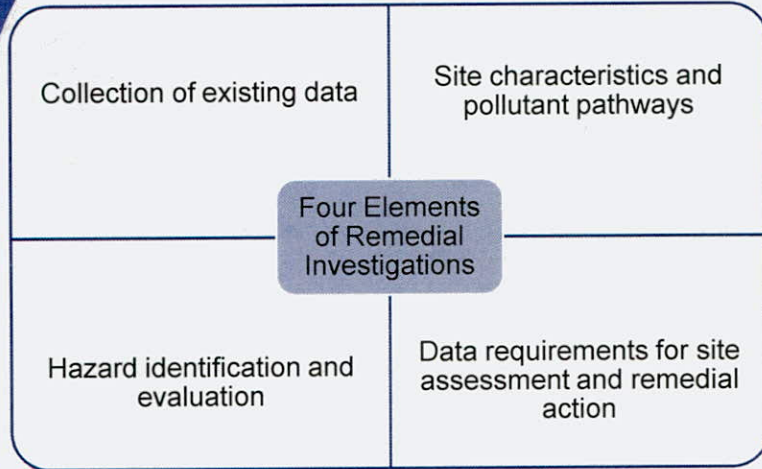 Collection of existing data
Site characteristics and
pollutant pathways
Four Elements
of Remedial
Investigations
Hazard identification and
evaluation
Data requirements for site
assessment and remedial
action